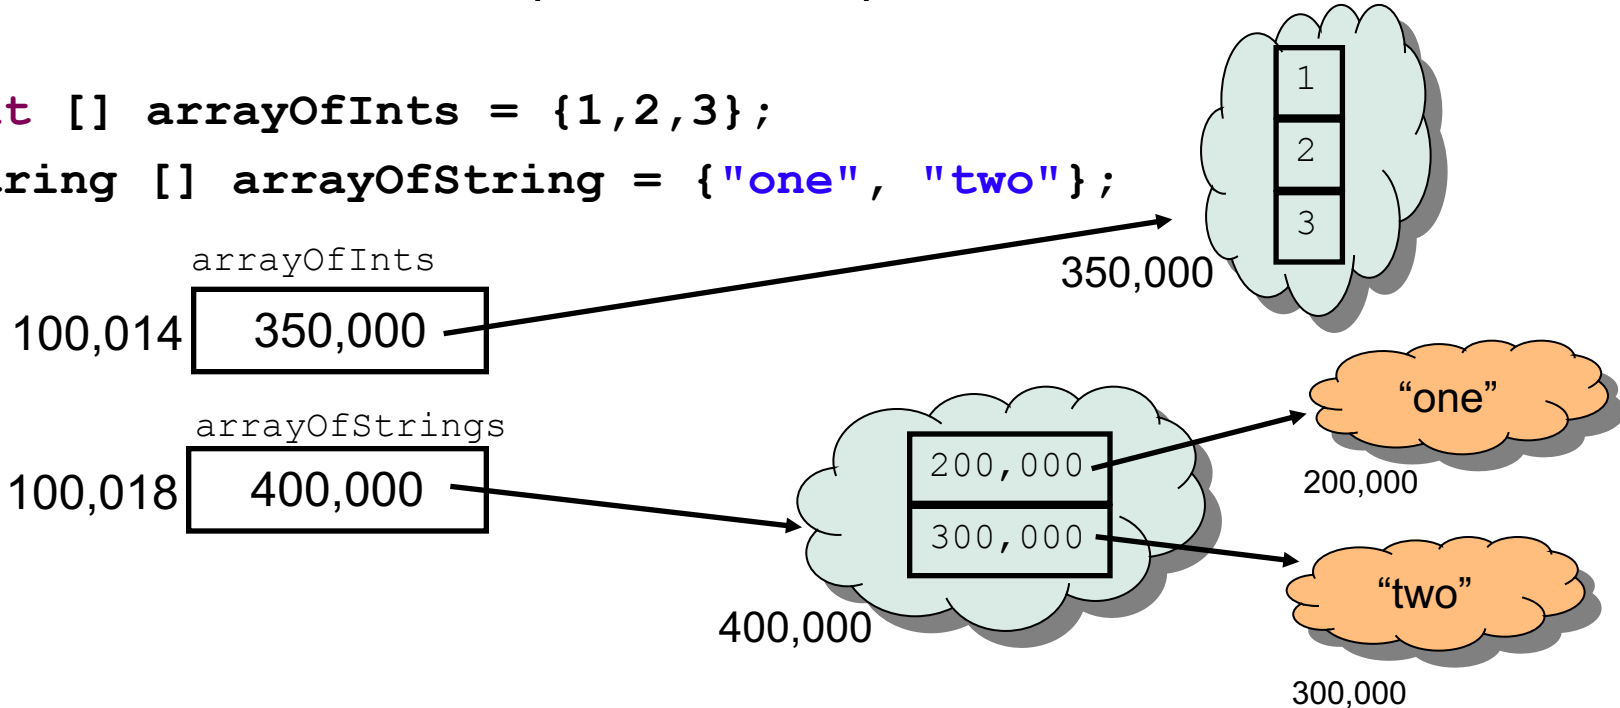 t [] arrayOfInts = {1,2,3};
ring [] arrayOfString = {"one", "two"};
arrayOfInts
100,014 350,000
350,000
1
2
3
arrayOfStrings
100,018 400,000
400,000
200,000
300,000
“one”
200,000
“two”
300,000